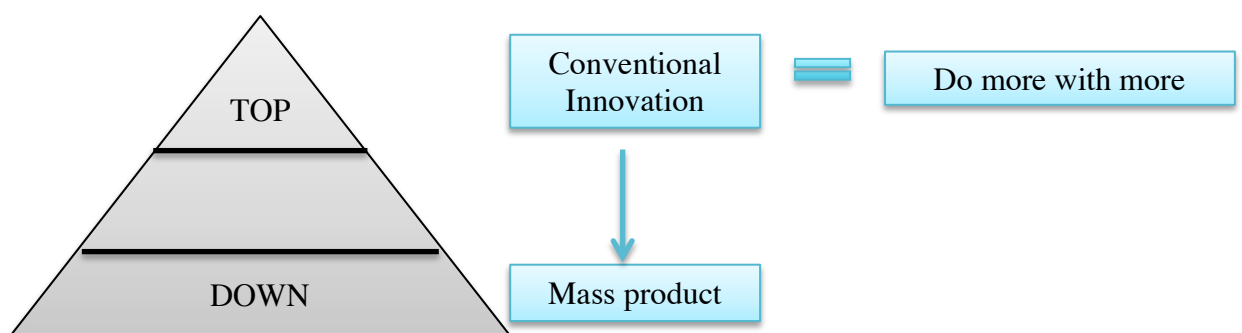 TOP
DOWN
Conventional
Innovation
Do more with more
Mass product